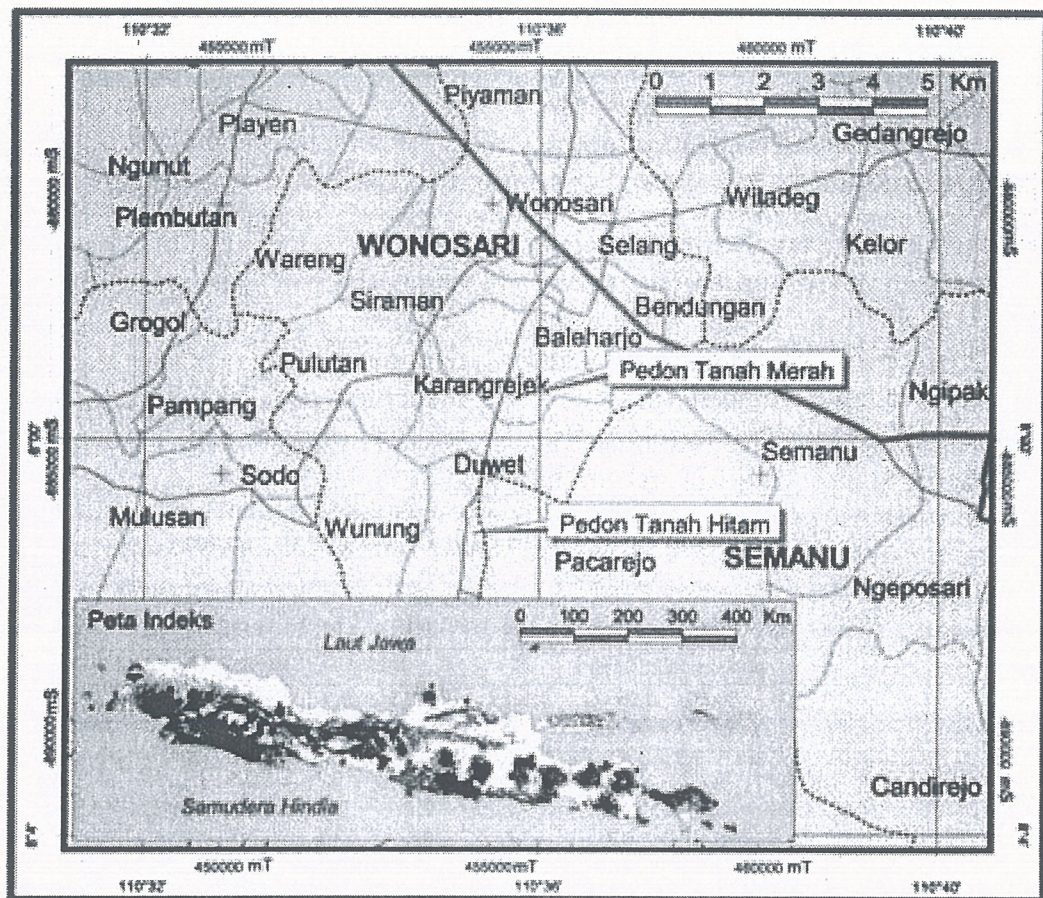 110°32' 110°36' 110°40'
450000 mT 455000 mT 460000 mT
Piyaman
0 1 2 3 4 5 Km
Playen
Gedangrejo
Ngunut
Wonosari
Wiladeg
Plembutan
WONOSARI
Selang
Kelor
Wareng
Siraman
Bendungan
Grogol
Baleharjo
Pulutan
Pedon Tanah Merah
Karangrejek
Ngipak
Pampang
Semanu
Duwet
Sodo
Mulusan
Wunung
Pedon Tanah Hitam
Pacarejo
SEMANU
Ngeposari
Peta Indeks
0 100 200 300 400 Km
Laut Jawa
Samudera Hindia
Candirejo
8°4' 8°4'
450000 mT 455000 mT 460000 mT
110°32' 110°36' 110°40'